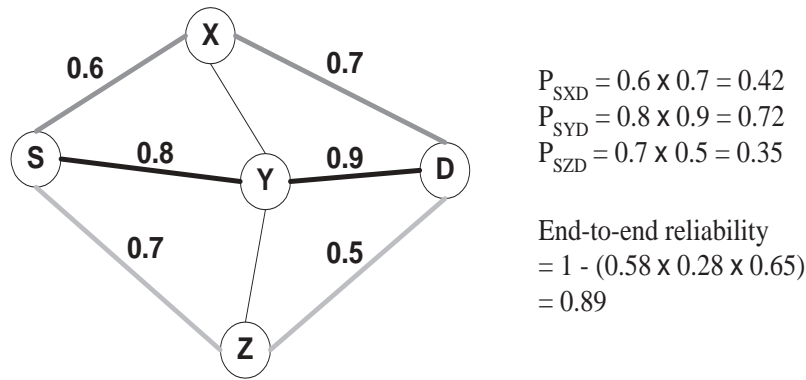 X
0.6
0.7
S
0.8
Y
0.9
D
0.7
0.5
Z
P_SXD = 0.6 x 0.7 = 0.42
P_SYD = 0.8 x 0.9 = 0.72
P_SZD = 0.7 x 0.5 = 0.35
End-to-end reliability
= 1 - (0.58 x 0.28 x 0.65)
= 0.89